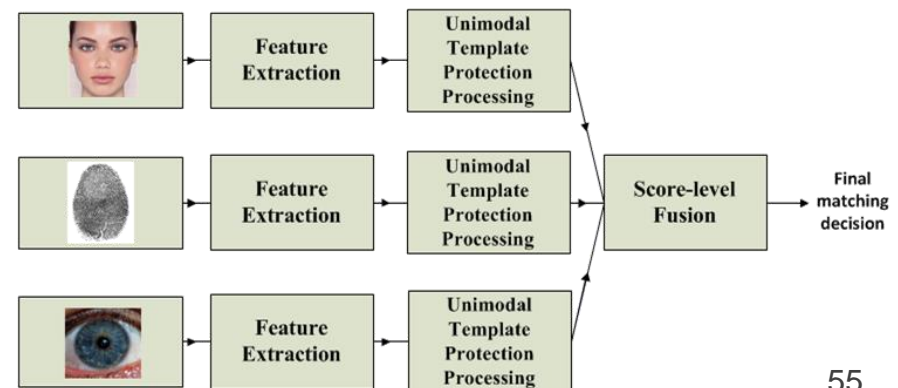 Feature
Extraction
Unimodal
Template
Protection
Processing
Feature
Extraction
Unimodal
Template
Protection
Processing
Score-level
Fusion
Final
matching
decision
Feature
Extraction
Unimodal
Template
Protection
Processing
55